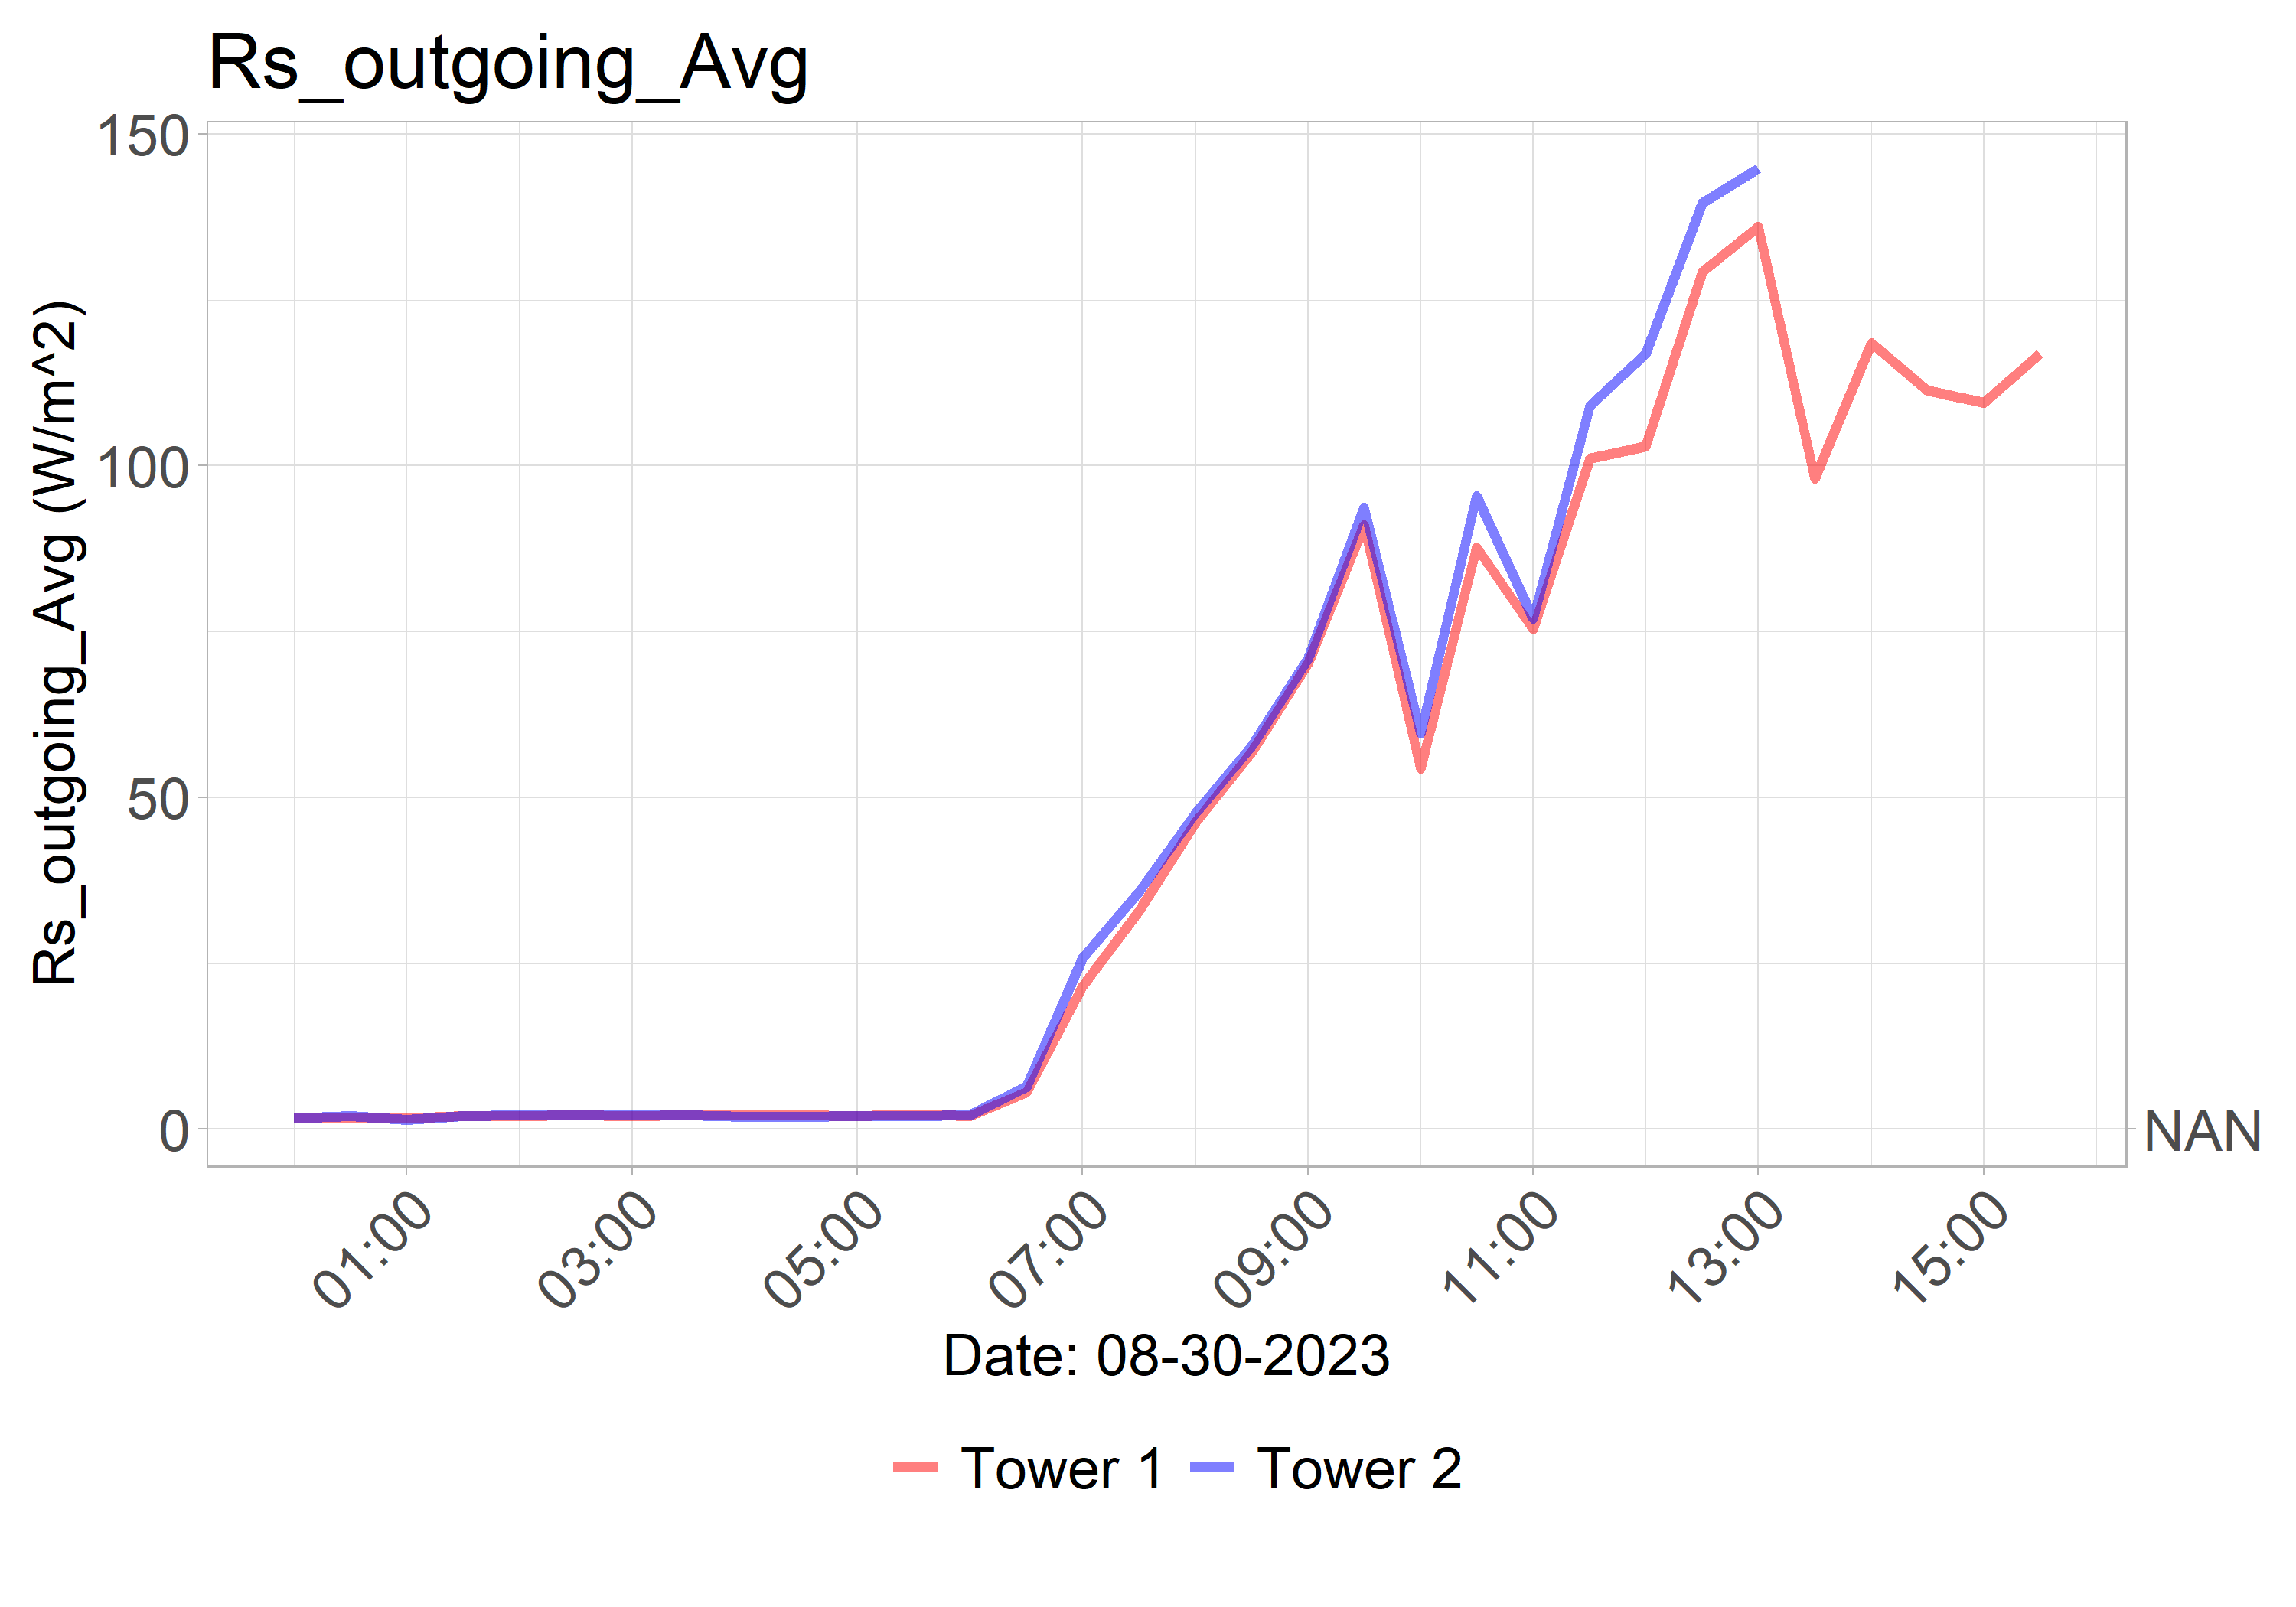 Rs_outgoing_Avg
Rs_outgoing_Avg (W/m^2)
150
100
50
0
NAN
01:00
03:00
05:00
07:00
09:00
11:00
13:00
15:00
Date: 08-30-2023
Tower 1
Tower 2